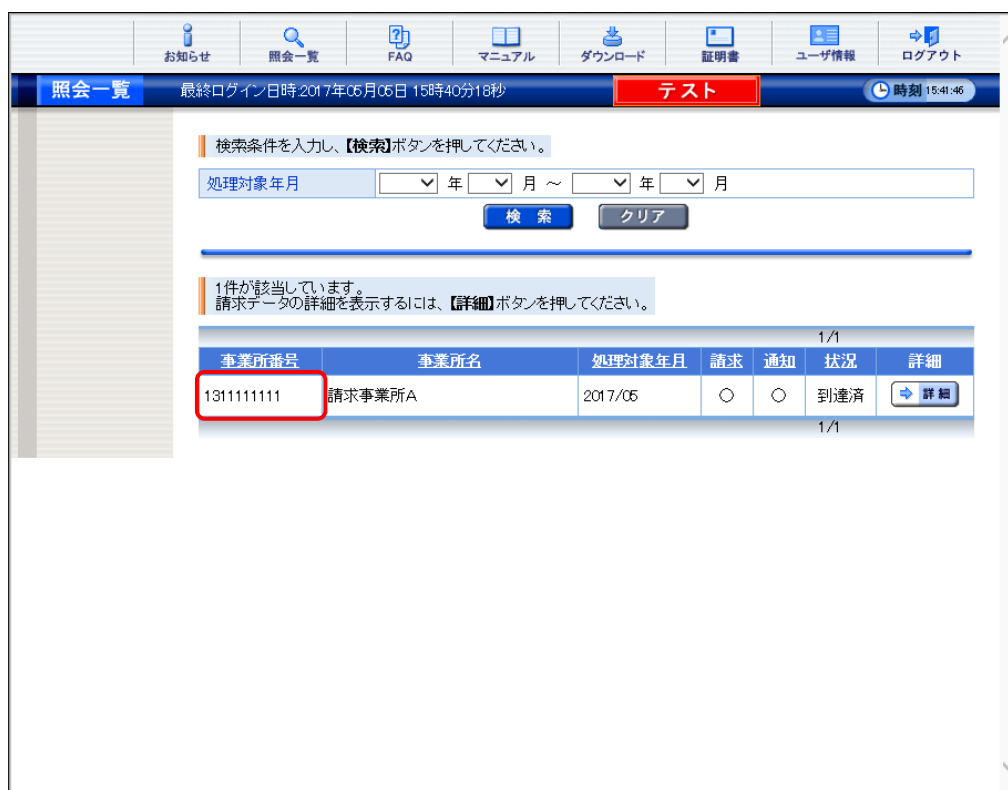 お知らせ 照会一覧 FAQ マニュアル ダウンロード 証明書 ユーザ情報 ログアウト
照会一覧 最終ログイン日時:2017年05月05日 15時40分18秒 テスト 時刻 15:41:46
検索条件を入力し、【検索】ボタンを押してください。
処理対象年月 年 月 ～ 年 月
検 索 クリア
1件が該当しています。
請求データの詳細を表示するには、【詳細】ボタンを押してください。
1/1
事業所番号 事業所名 処理対象年月 請求 通知 状況 詳細
1311111111 請求事業所A 2017/05 ○ ○ 到達済 詳細
1/1